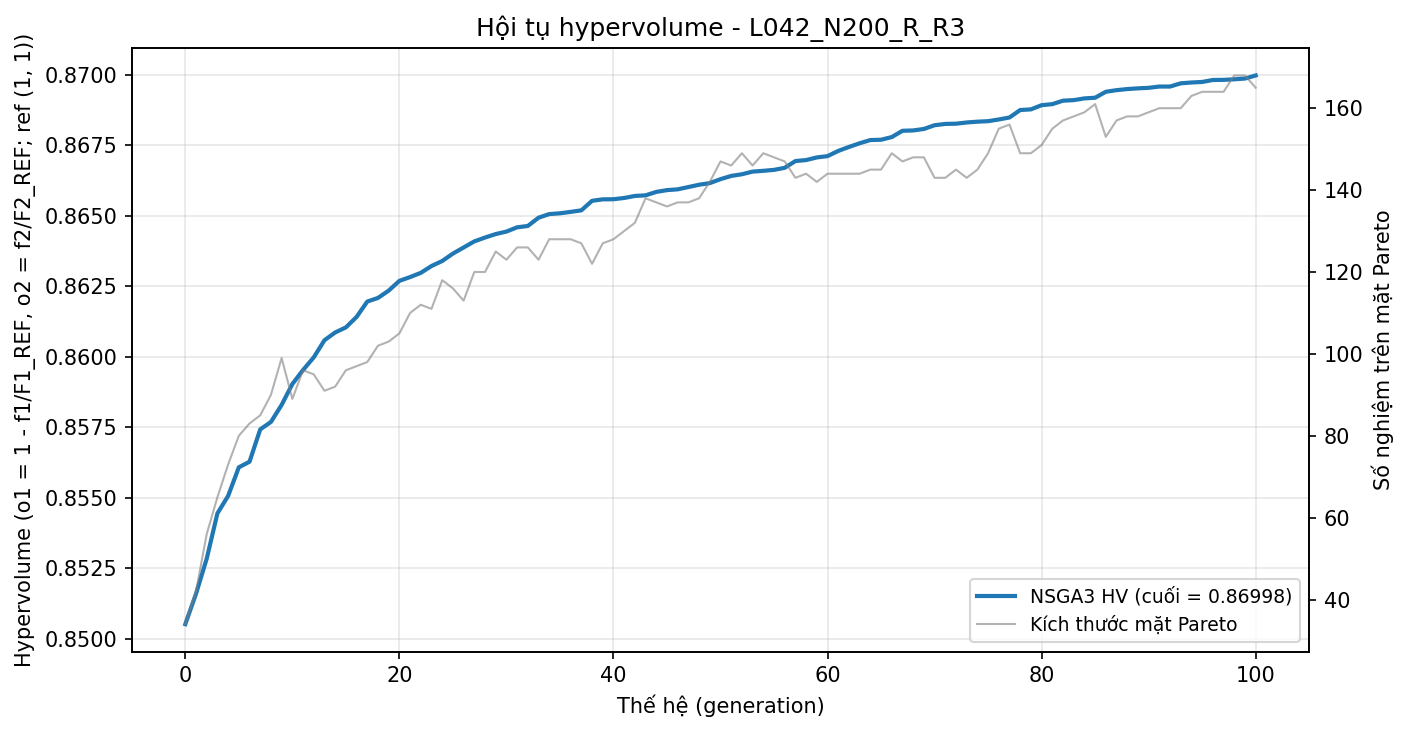 Hội tụ hypervolume - L042_N200_R_R3
Hypervolume (o1 = 1 - f1/F1_REF, o2 = f2/F2_REF; ref (1, 1))
0.8700
0.8675
0.8650
0.8625
0.8600
0.8575
0.8550
0.8525
0.8500
160
140
120
100
80
60
40
Số nghiệm trên mặt Pareto
NSGA3 HV (cuối = 0.86998)
Kích thước mặt Pareto
0 20 40 60 80 100
Thế hệ (generation)